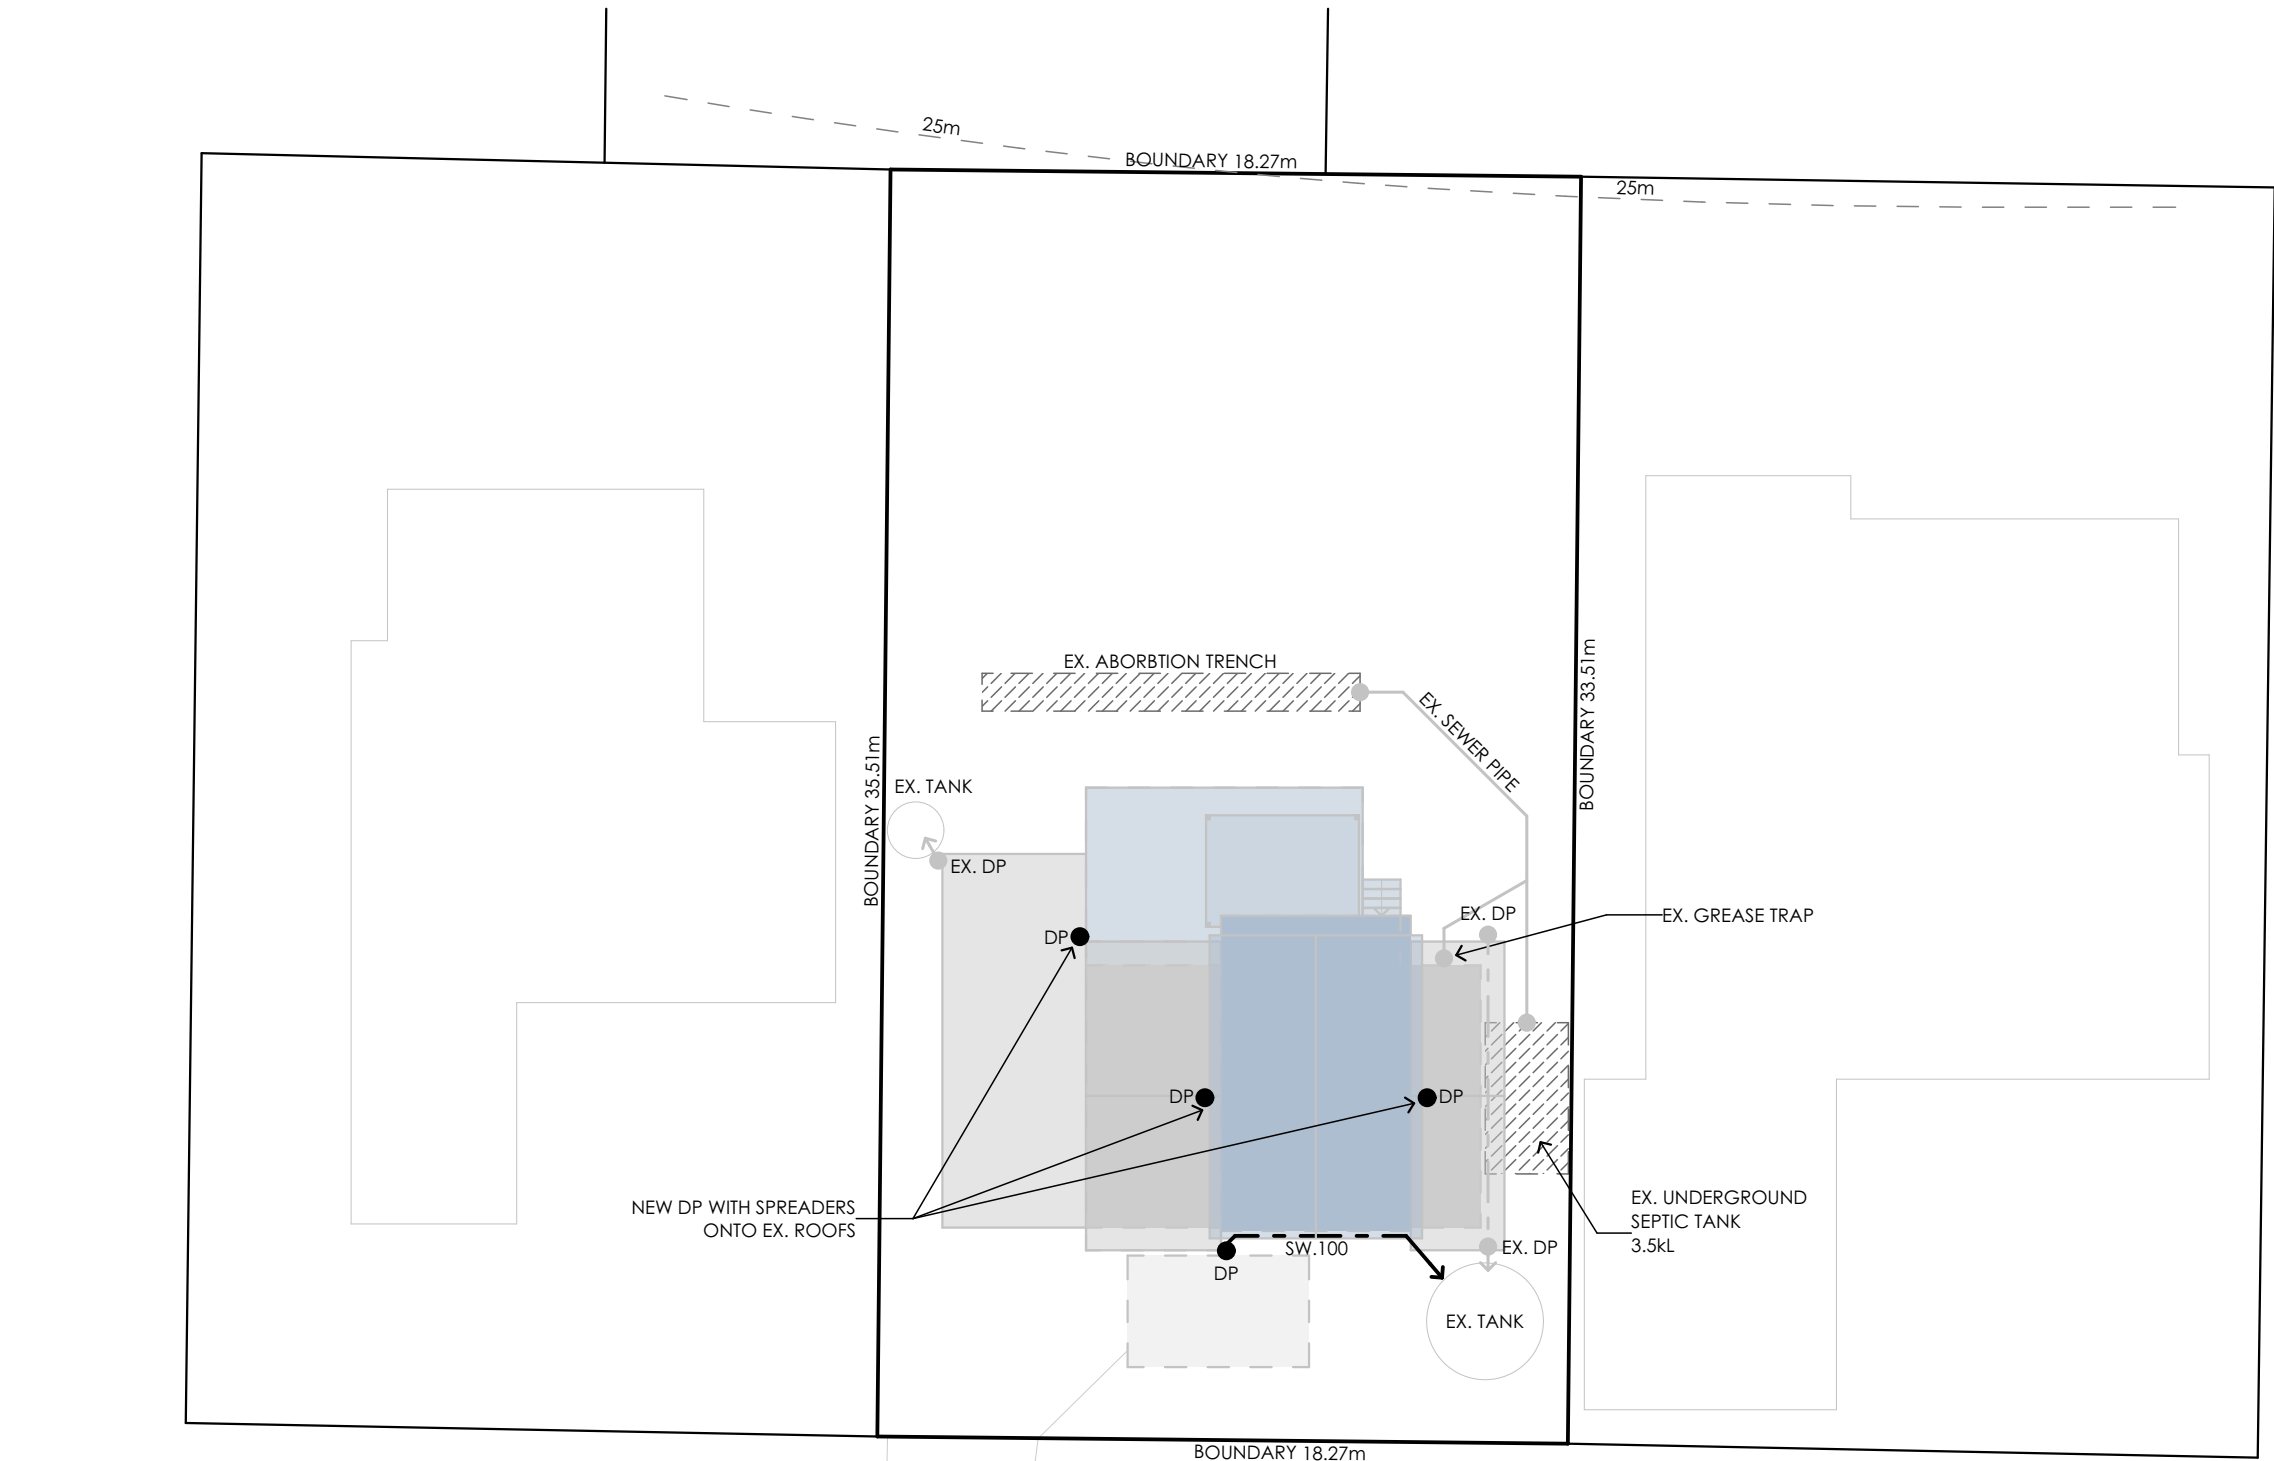 25m
BOUNDARY 18.27m
25m
EX. ABORBTION TRENCH
EX. SEWER PIPE
BOUNDARY 33.51m
BOUNDARY 35.51m
EX. TANK
EX. DP
EX. DP
EX. GREASE TRAP
DP
DP
DP
NEW DP WITH SPREADERS
ONTO EX. ROOFS
EX. UNDERGROUND
SEPTIC TANK
3.5kL
SW.100
EX. DP
DP
EX. TANK
BOUNDARY 18.27m